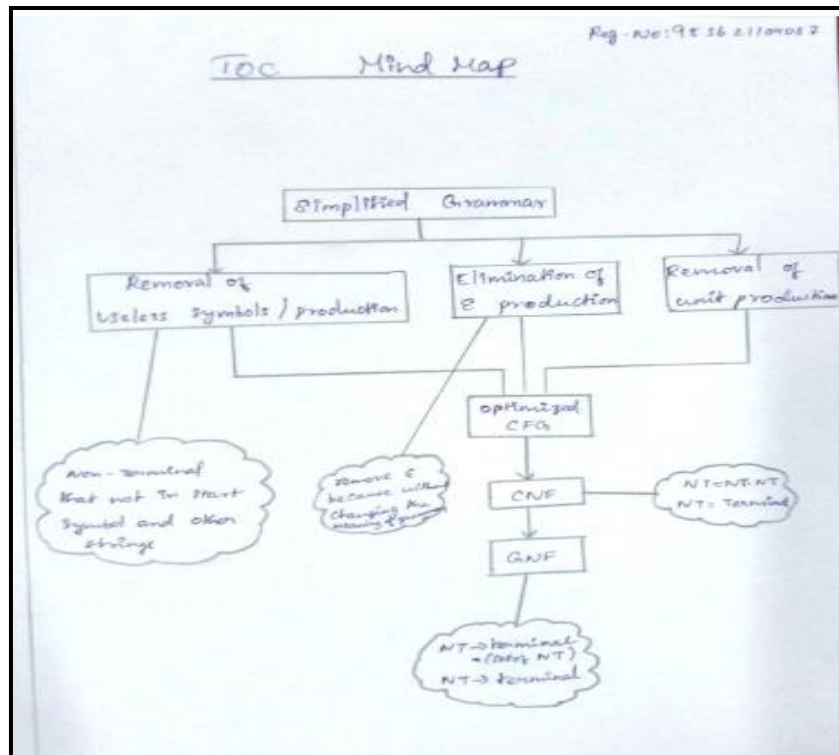 Reg-No:
TOC Mind Map
Simplified Grammar
Removal of
useless symbols / production
Elimination of
ε production
Removal of
unit production
optimized
CFG
Non-terminal
that not in start
symbol and other
strings
remove ε
because without
changing the
meaning of
CNF
NT=NT.NT
NT= Terminal
GNF
NT→terminal
NT→ terminal